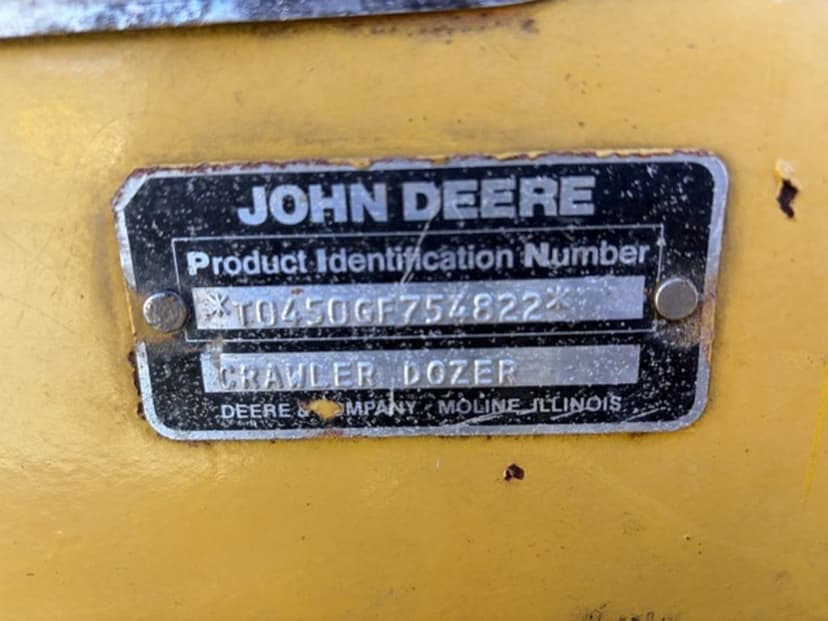 JOHN DEERE
Product Identification Number
*T0450GF754822*
CRAWLER DOZER
DEERE & COMPANY MOLINE ILLINOIS